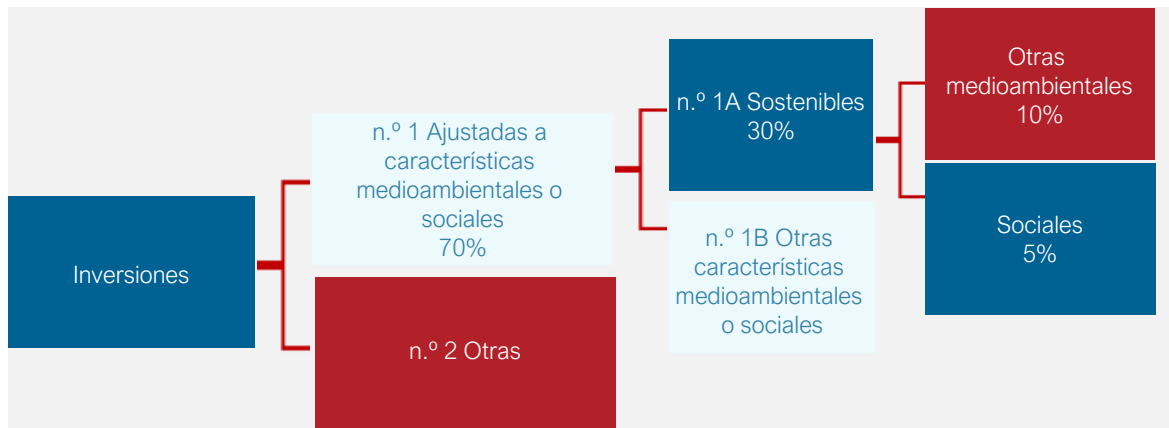 Inversiones
n.º 1 Ajustadas a
características
medioambientales o
sociales
70%
n.º 2 Otras
n.º 1A Sostenibles
30%
n.º 1B Otras
características
medioambientales
o sociales
Otras
medioambientales
10%
Sociales
5%